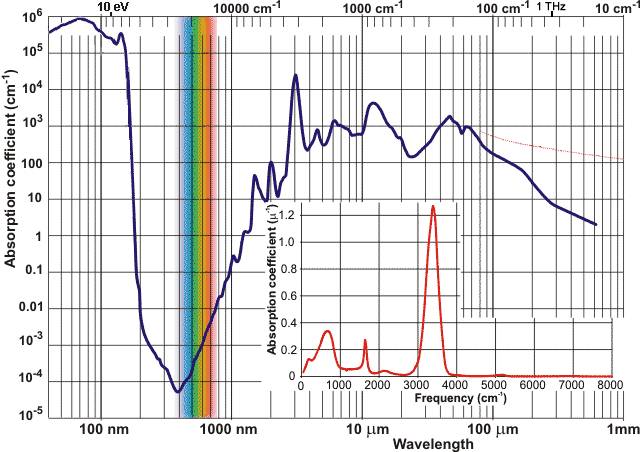 10 eV 10000 cm⁻¹ 1000 cm⁻¹ 100 cm⁻¹ 1 THz 10 cm⁻¹
Absorption coefficient (cm⁻¹)
10⁶
10⁵
10⁴
10³
100
10
1
0.1
0.01
10⁻³
10⁻⁴
10⁻⁵
100 nm 1000 nm 10 µm 100 µm 1mm
Wavelength
Absorption coefficient (µ⁻¹)
1.2
1.0
0.8
0.6
0.4
0.2
0
0 1000 2000 3000 4000 5000 6000 7000 8000
Frequency (cm⁻¹)